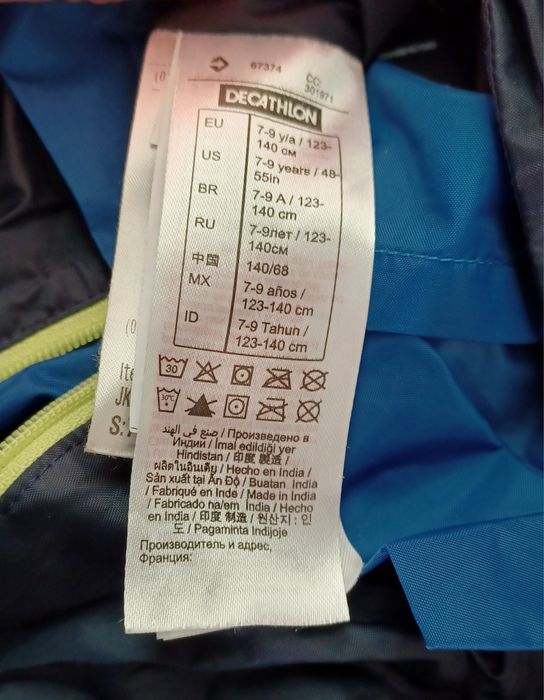 67374
CC:
301971
DECATHLON
EU 7-9 y/a / 123-
140 см
US 7-9 years / 48-
55in
BR 7-9 A / 123-
140 cm
RU 7-9лет / 123-
140см
中国 140/68
MX 7-9 años /
123-140 cm
ID 7-9 Tahun /
123-140 cm
30
30°C
صنع في الهند / Произведено в
Индии / İmal edildiği yer
Hindistan / 印度 製造 /
ผลิตในอินเดีย / Hecho en India /
Sản xuất tại Ấn Độ / Buatan India
/ Fabriqué en Inde / Made in India
/ Fabricado na/em India / Hecho
en India / 印度 制造 / 원산지 : 인
도 / Pagaminta Indijoje
Производитель и адрес,
Франция:
JK
S: